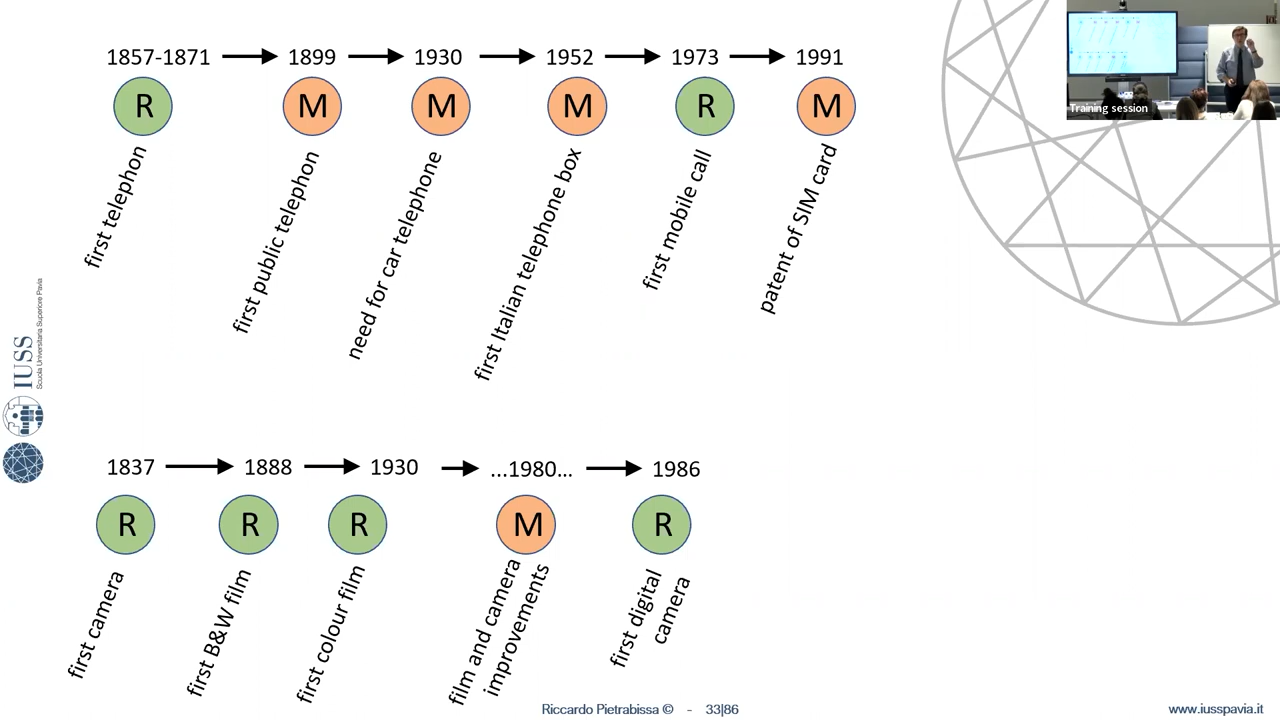 1857-1871 1899 1930 1952 1973 1991
R M M M R M
first telephon
first public telephon
need for car telephone
first Italian telephone box
first mobile call
patent of SIM card
Training session
IUSS
Scuola Universitaria Superiore Pavia
1837 1888 1930 ...1980... 1986
R R R M R
first camera
first B&W film
first colour film
film and camera
improvements
first digital
camera
Riccardo Pietrabissa © - 33|86
www.iusspavia.it